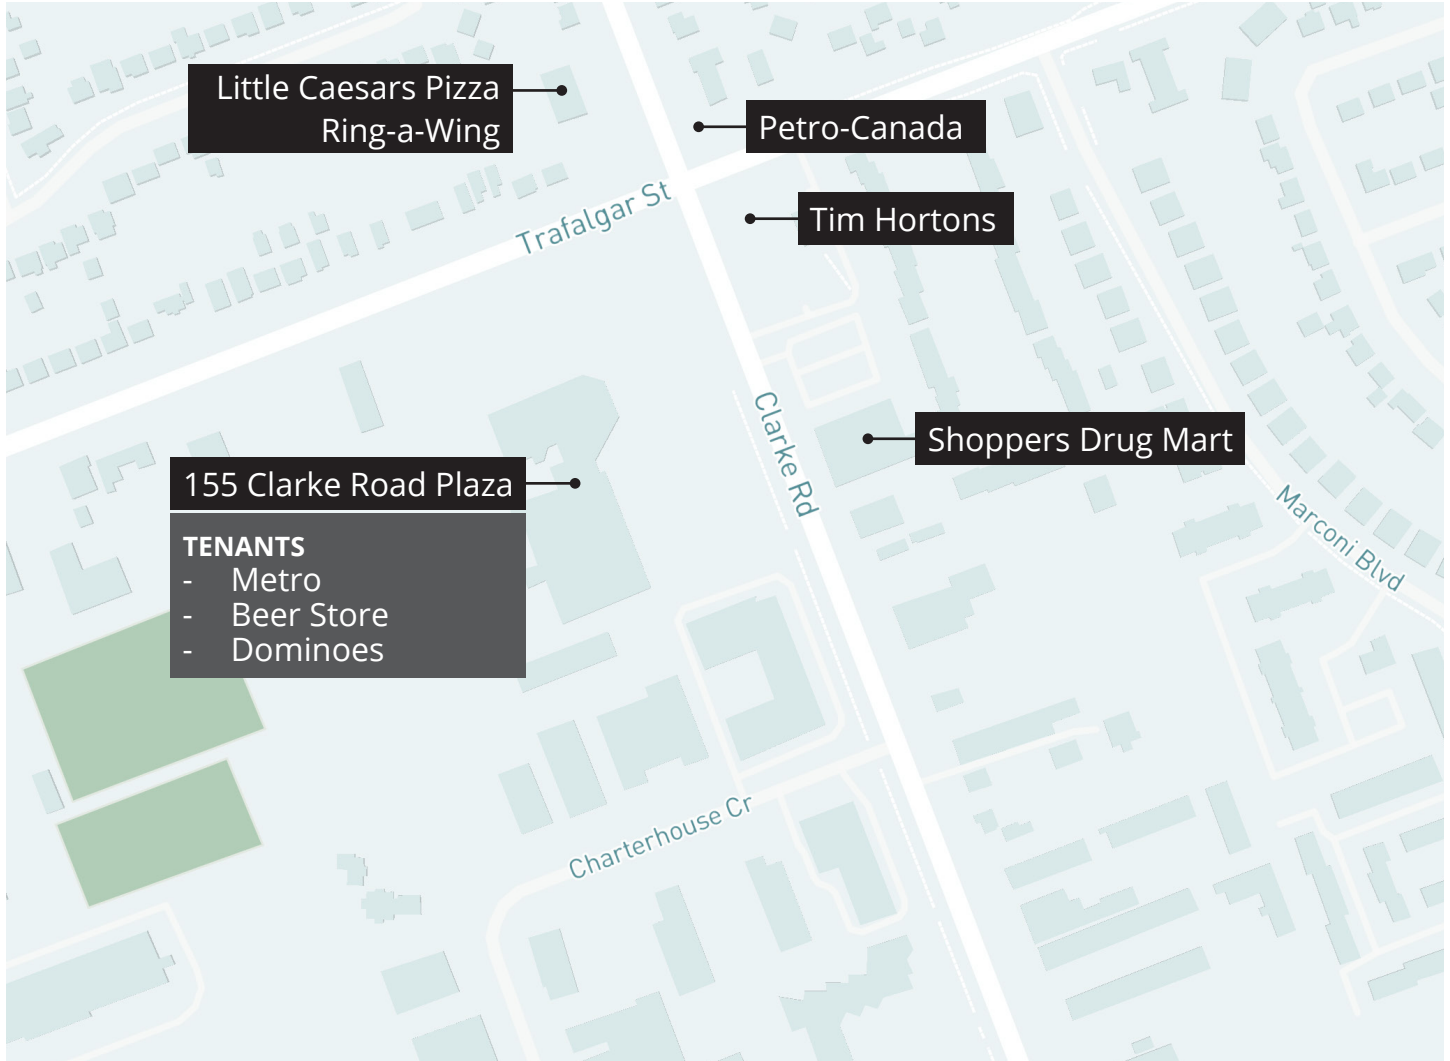 Little Caesars Pizza
Ring-a-Wing
Petro-Canada
Trafalgar St
Tim Hortons
Clarke Rd
Shoppers Drug Mart
155 Clarke Road Plaza
TENANTS
- Metro
- Beer Store
- Dominoes
Marconi Blvd
Charterhouse Cr